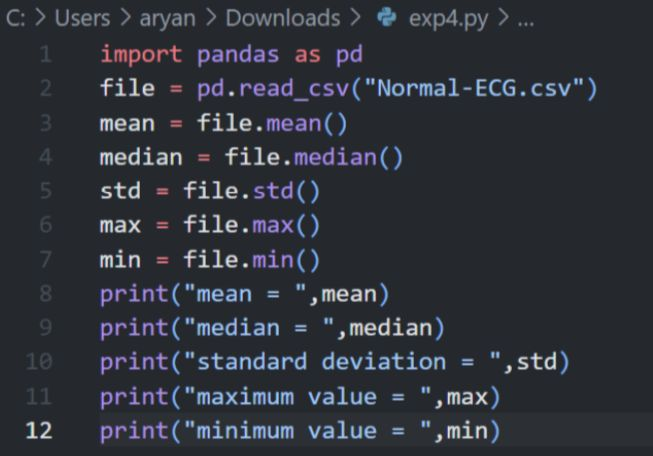 C: > Users > aryan > Downloads > exp4.py > ...
1 import pandas as pd
2 file = pd.read_csv("Normal-ECG.csv")
3 mean = file.mean()
4 median = file.median()
5 std = file.std()
6 max = file.max()
7 min = file.min()
8 print("mean = ",mean)
9 print("median = ",median)
10 print("standard deviation = ",std)
11 print("maximum value = ",max)
12 print("minimum value = ",min)